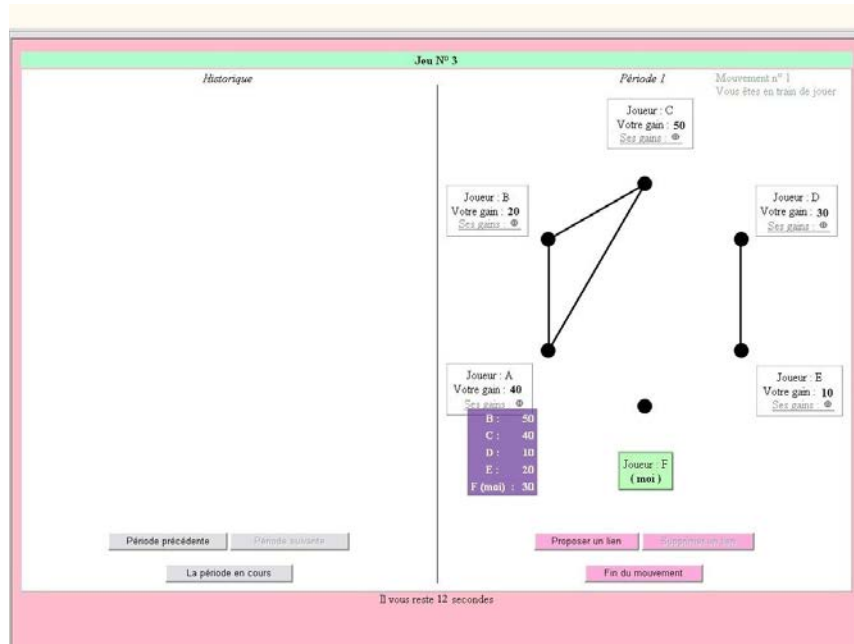 Jeu N° 3
Historique
Période 1
Mouvement n° 1
Vous êtes en train de jouer
Joueur : C
Votre gain : 50
Ses gains :
Joueur : B
Votre gain : 20
Ses gains :
Joueur : D
Votre gain : 30
Ses gains :
Joueur : A
Votre gain : 40
Ses gains :
B : 50
C : 40
D : 10
E : 20
F (moi) : 30
Joueur : E
Votre gain : 10
Ses gains :
Joueur : F
( moi )
Période précédente
Période suivante
La période en cours
Proposer un lien
Supprimer un lien
Fin du mouvement
Il vous reste 12 secondes